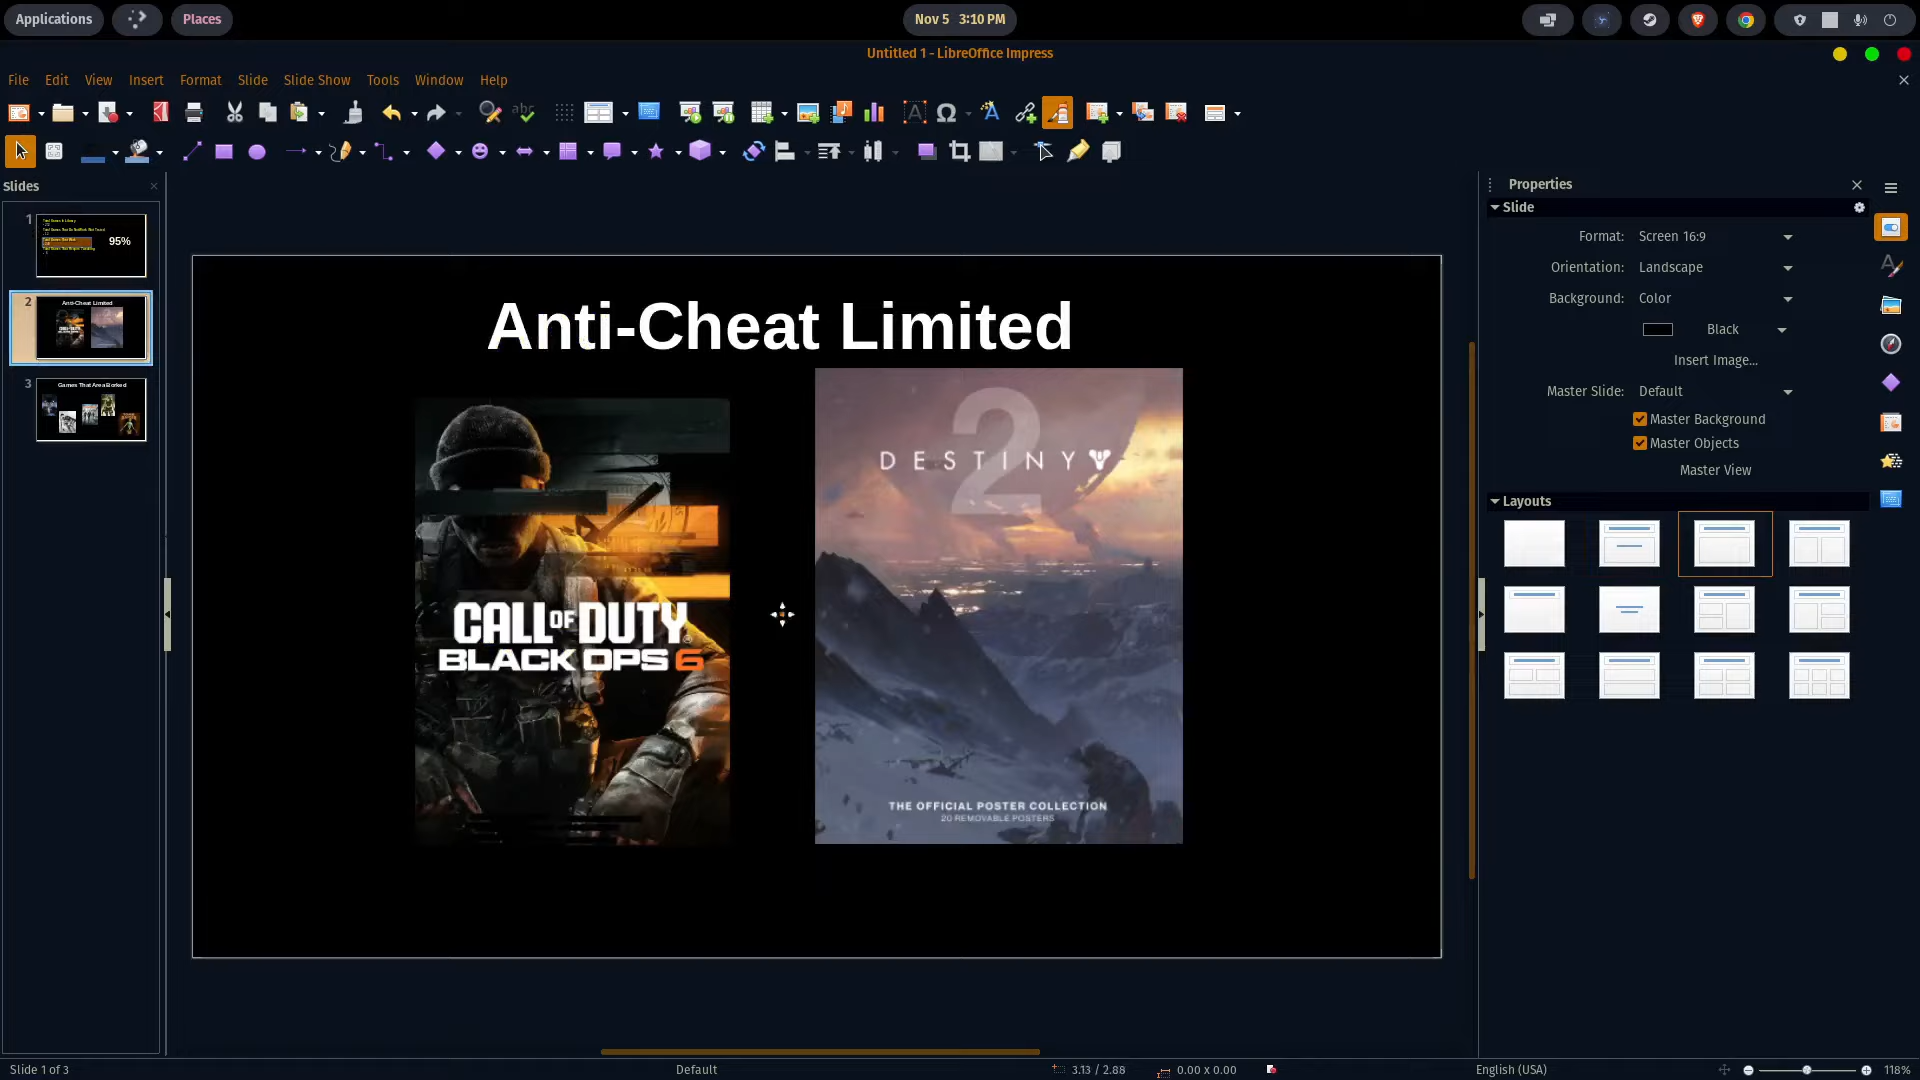 Applications
Places
Nov 5 3:10 PM
Untitled 1 - LibreOffice Impress
File Edit View Insert Format Slide Slide Show Tools Window Help
Slides
Properties
Slide
Format: Screen 16:9
Orientation: Landscape
Background: Color
Black
Insert Image...
Master Slide: Default
Master Background
Master Objects
Master View
Layouts
1
95%
2
Anti-Cheat Limited
3
Games That Area Borked
Anti-Cheat Limited
CALL OF DUTY
BLACK OPS 6
2
DESTINY
THE OFFICIAL POSTER COLLECTION
20 REMOVABLE POSTERS
Slide 1 of 3
Default
3.13 / 2.88
0.00 x 0.00
English (USA)
118%